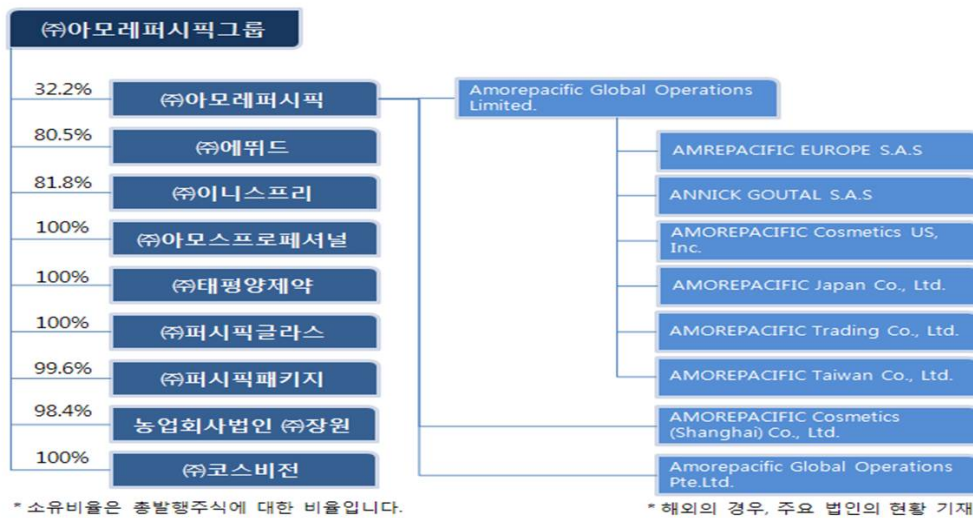 ㈜아모레퍼시픽그룹
32.2%
㈜아모레퍼시픽
80.5%
㈜에뛰드
81.8%
㈜이니스프리
100%
㈜아모스프로페셔널
100%
㈜태평양제약
100%
㈜퍼시픽글라스
99.6%
㈜퍼시픽패키지
98.4%
농업회사법인 ㈜장원
100%
㈜코스비전
Amorepacific Global Operations
Limited.
AMREPACIFIC EUROPE S.A.S
ANNICK GOUTAL S.A.S
AMOREPACIFIC Cosmetics US,
Inc.
AMOREPACIFIC Japan Co., Ltd.
AMOREPACIFIC Trading Co., Ltd.
AMOREPACIFIC Taiwan Co., Ltd.
AMOREPACIFIC Cosmetics
(Shanghai) Co., Ltd.
Amorepacific Global Operations
Pte.Ltd.
* 소유비율은 총발행주식에 대한 비율입니다.
* 해외의 경우, 주요 법인의 현황 기재